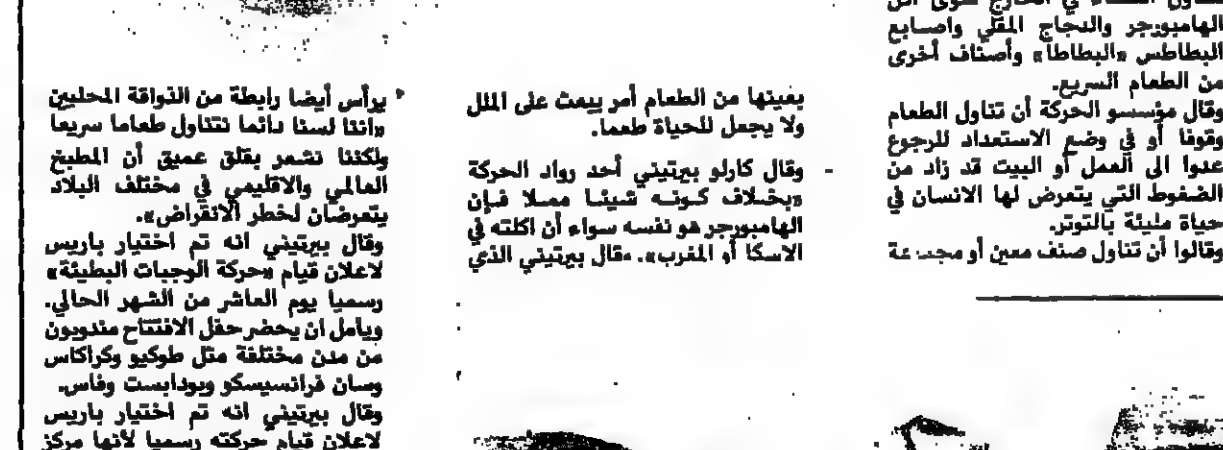 الهامبورجر والدجاج المقلي واصابع
البطاطس «البطاطا» وأصناف أخرى
من الطعام السريع.
وقال مؤسسو الحركة أن تناول الطعام
وقوفا أو في وضع الاستعداد للرجوع
عدوا الى العمل أو البيت قد زاد من
الضغوط التي يتعرض لها الانسان في
حياة مليئة بالتوتر.
وقالوا أن تناول صنف معين أو مجموعة
بعينها من الطعام أمر يبعث على الملل
ولا يجعل للحياة طعما.
- وقال كارلو بيرتيني أحد رواد الحركة
«بخلاف كونه شيئا مملا فإن
الهامبورجر هو نفسه سواء أن اكلته في
الاسكا أو المغرب». وقال بيرتيني الذي
يرأس أيضا رابطة من الذواقة المحليين
«اننا لسنا دائما نتناول طعاما سريعا
ولكننا نشعر بقلق عميق أن المطبخ
العالمي والاقليمي في مختلف البلاد
يتعرضان لخطر الانقراض».
وقال بيرتيني انه تم اختيار باريس
لاعلان قيام «حركة الوجبات البطيئة»
رسميا يوم العاشر من الشهر الحالي.
ويامل ان يحضر حفل الافتتاح مندوبون
من مدن مختلفة مثل طوكيو وكراكاس
وسان فرانسيسكو وبودابست وفاس.
وقال بيرتيني انه تم اختيار باريس
لاعلان قيام حركته رسميا لأنها مركز